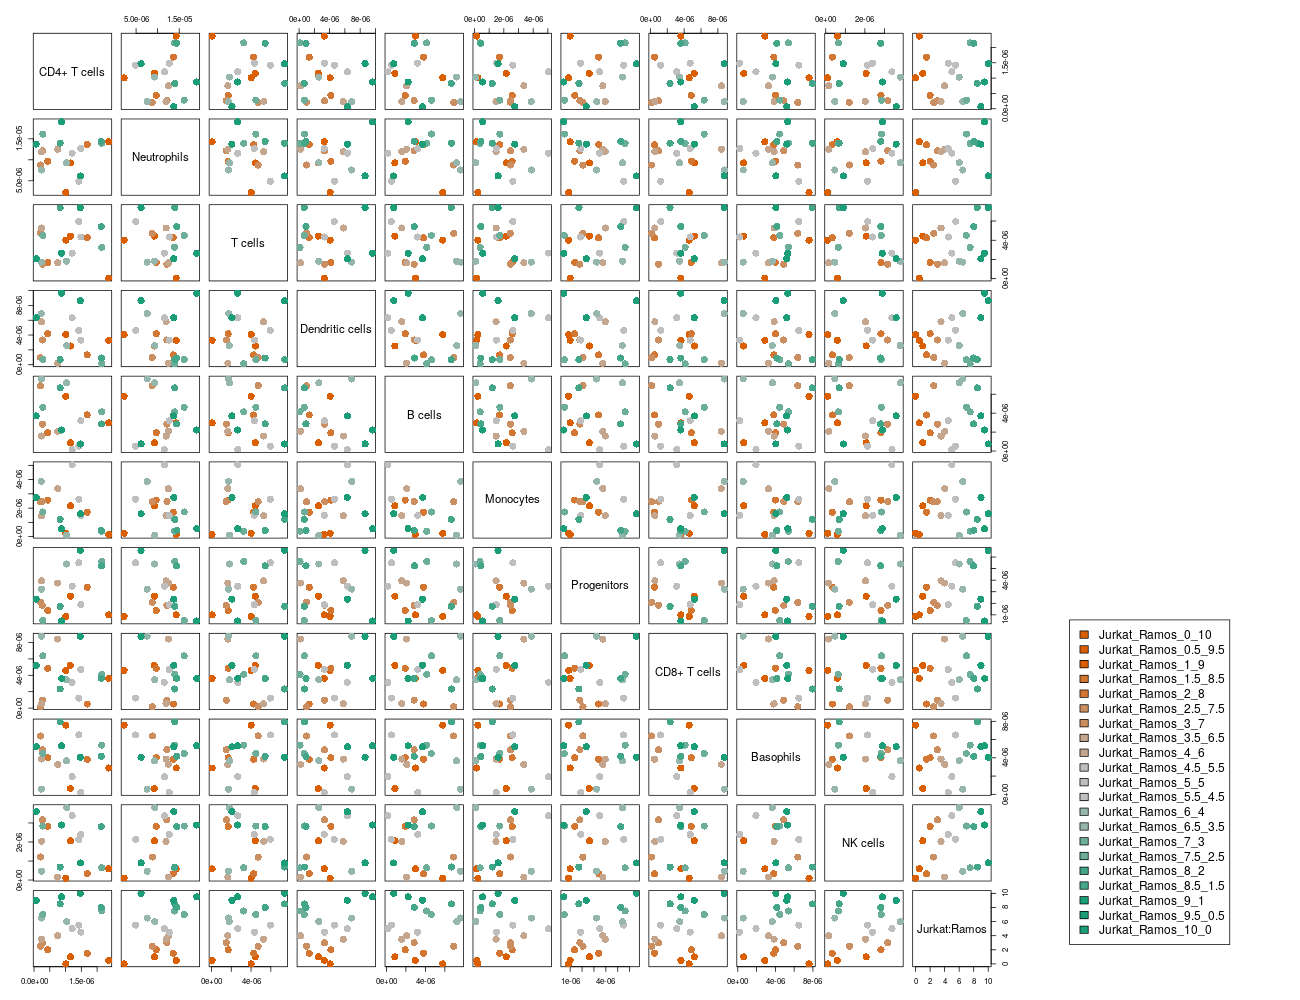 5.0e-06 1.5e-05 0e+00 4e-06 8e-06 0e+00 2e-06 4e-06 0e+00 4e-06 8e-06 0e+00 2e-06
CD4+ T cells
0.0e+00 1.5e-06
Neutrophils
5.0e-06 1.5e-05
T cells
0e+00 4e-06
Dendritic cells
0e+00 4e-06 8e-06
B cells
0e+00 4e-06
Monocytes
0e+00 2e-06 4e-06
Progenitors
1e-06 4e-06
CD8+ T cells
0e+00 4e-06 8e-06
Basophils
0e+00 4e-06 8e-06
NK cells
0e+00 2e-06
Jurkat:Ramos
0 2 4 6 8 10
0.0e+00 1.5e-06 0e+00 4e-06 0e+00 4e-06 1e-06 4e-06 0e+00 4e-06 8e-06 0 2 4 6 8 10
Jurkat_Ramos_0_10
Jurkat_Ramos_0.5_9.5
Jurkat_Ramos_1_9
Jurkat_Ramos_1.5_8.5
Jurkat_Ramos_2_8
Jurkat_Ramos_2.5_7.5
Jurkat_Ramos_3_7
Jurkat_Ramos_3.5_6.5
Jurkat_Ramos_4_6
Jurkat_Ramos_4.5_5.5
Jurkat_Ramos_5_5
Jurkat_Ramos_5.5_4.5
Jurkat_Ramos_6_4
Jurkat_Ramos_6.5_3.5
Jurkat_Ramos_7_3
Jurkat_Ramos_7.5_2.5
Jurkat_Ramos_8_2
Jurkat_Ramos_8.5_1.5
Jurkat_Ramos_9_1
Jurkat_Ramos_9.5_0.5
Jurkat_Ramos_10_0